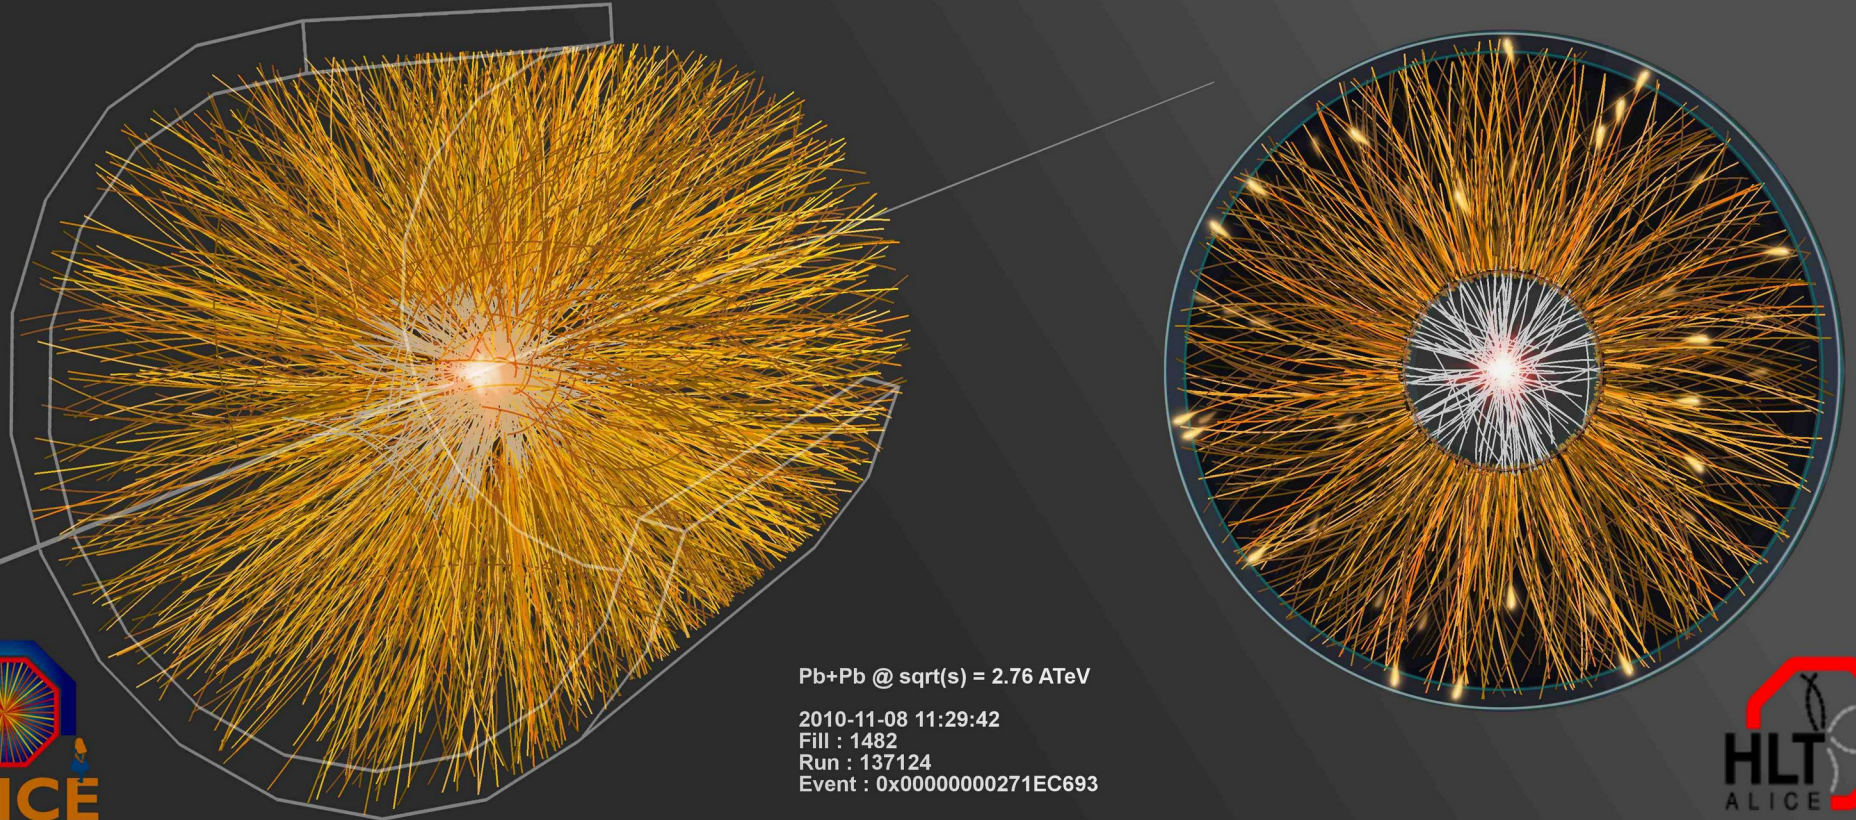 Pb+Pb @ sqrt(s) = 2.76 ATeV
2010-11-08 11:29:42
Fill : 1482
Run : 137124
Event : 0x00000000271EC693
ICE
HLT
ALICE